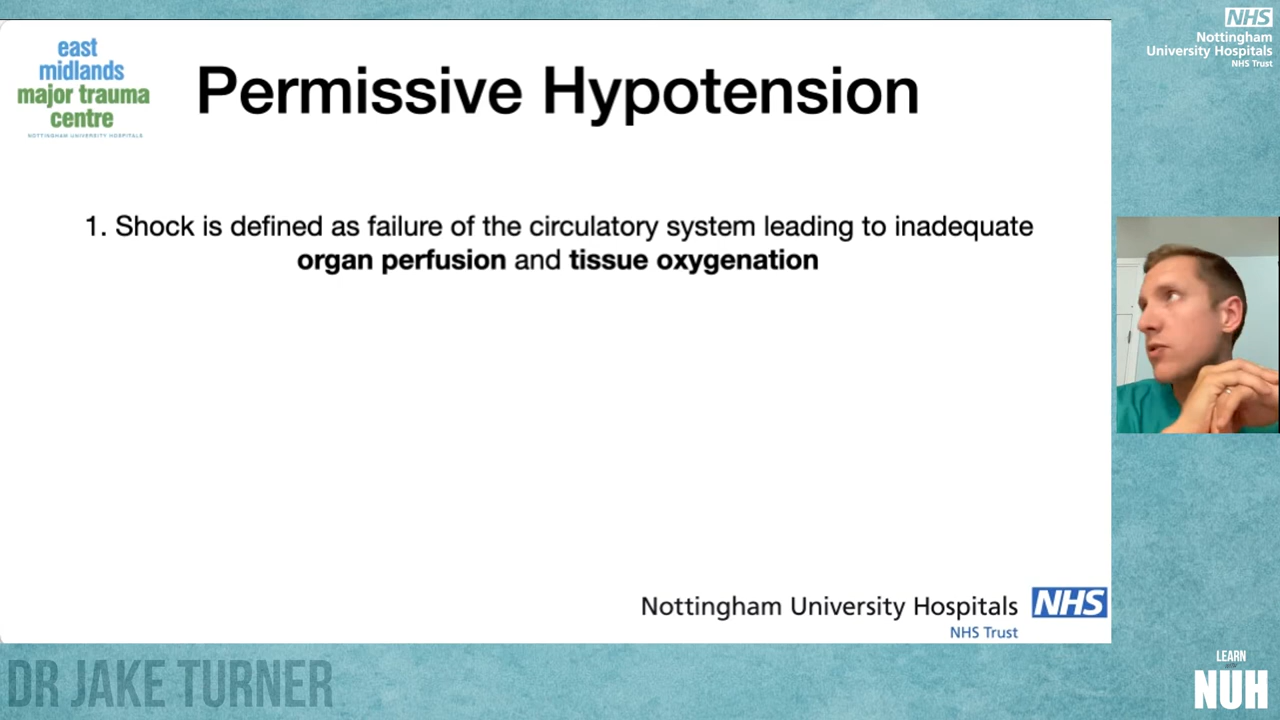 east
midlands
major trauma
centre
NOTTINGHAM UNIVERSITY HOSPITALS
Permissive Hypotension
1. Shock is defined as failure of the circulatory system leading to inadequate
organ perfusion and tissue oxygenation
Nottingham University Hospitals NHS
NHS Trust
NHS
Nottingham
University Hospitals
NHS Trust
DR JAKE TURNER
LEARN
NUH